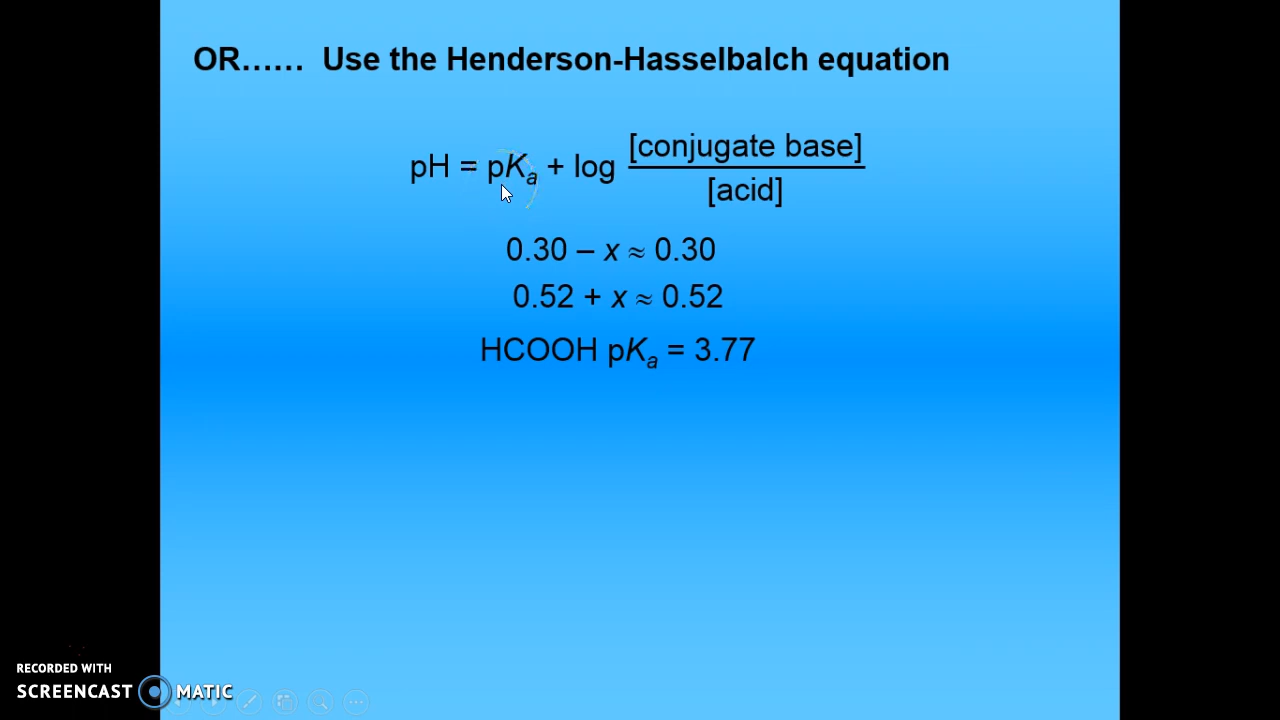 OR…… Use the Henderson-Hasselbalch equation
pH = pKa + log [conjugate base]
[acid]
0.30 – x ≈ 0.30
0.52 + x ≈ 0.52
HCOOH pKa = 3.77
RECORDED WITH
SCREENCAST MATIC